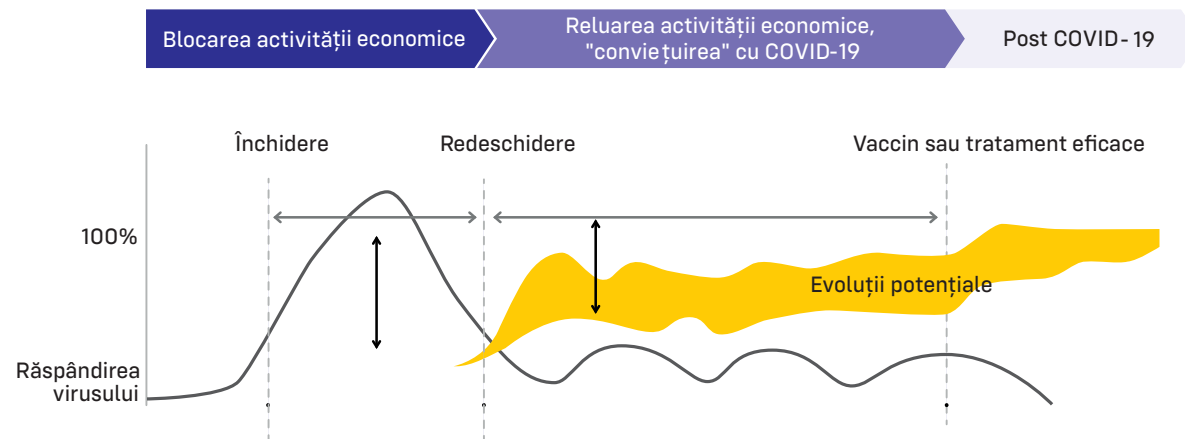 Blocarea activității economice
Reluarea activității economice,
"conviețuirea" cu COVID-19
Post COVID-19
Închidere
Redeschidere
Vaccin sau tratament eficace
100%
Evoluții potențiale
Răspândirea
virusului